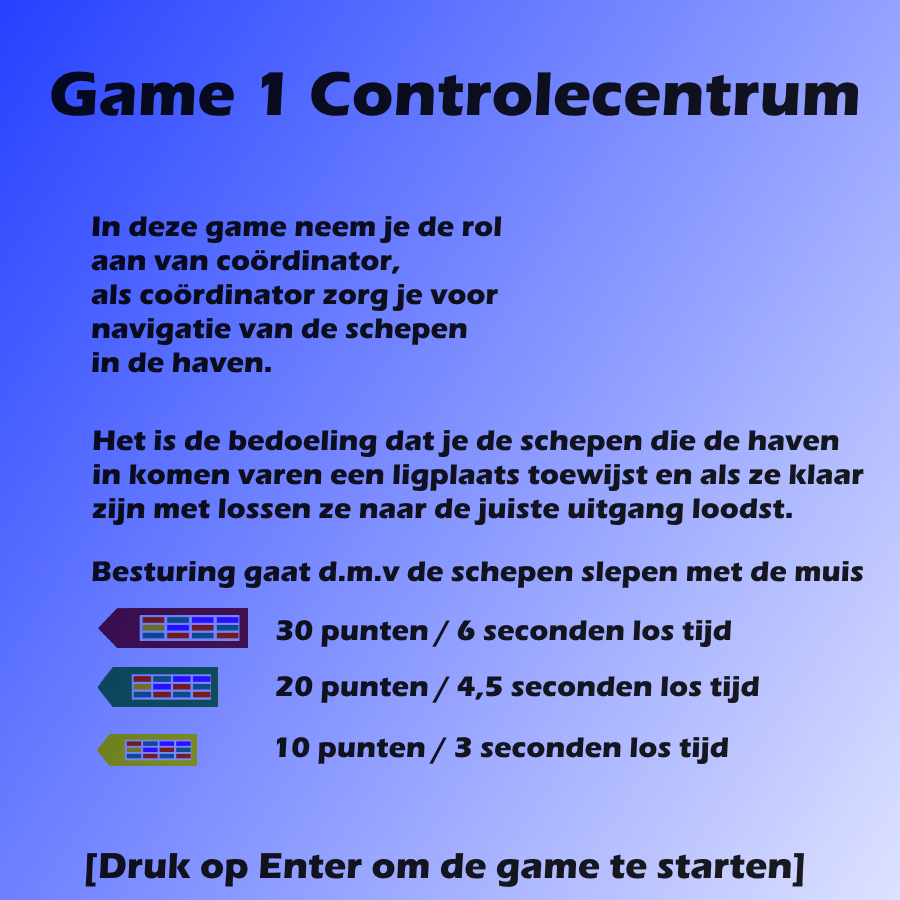 Game 1 Controlecentrum
In deze game neem je de rol
aan van coördinator,
als coördinator zorg je voor
navigatie van de schepen
in de haven.
Het is de bedoeling dat je de schepen die de haven
in komen varen een ligplaats toewijst en als ze klaar
zijn met lossen ze naar de juiste uitgang loodst.
Besturing gaat d.m.v de schepen slepen met de muis
30 punten / 6 seconden los tijd
20 punten / 4,5 seconden los tijd
10 punten / 3 seconden los tijd
[Druk op Enter om de game te starten]